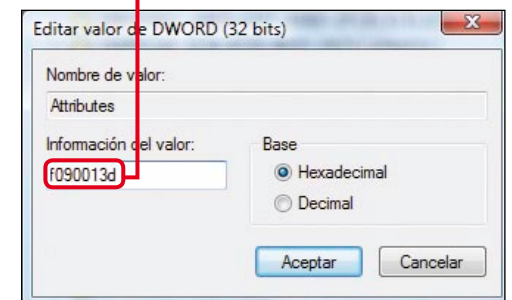 Editar valor de DWORD (32 bits)
Nombre de valor:
Attributes
Información del valor:
f090013d
Base
Hexadecimal
Decimal
Aceptar
Cancelar